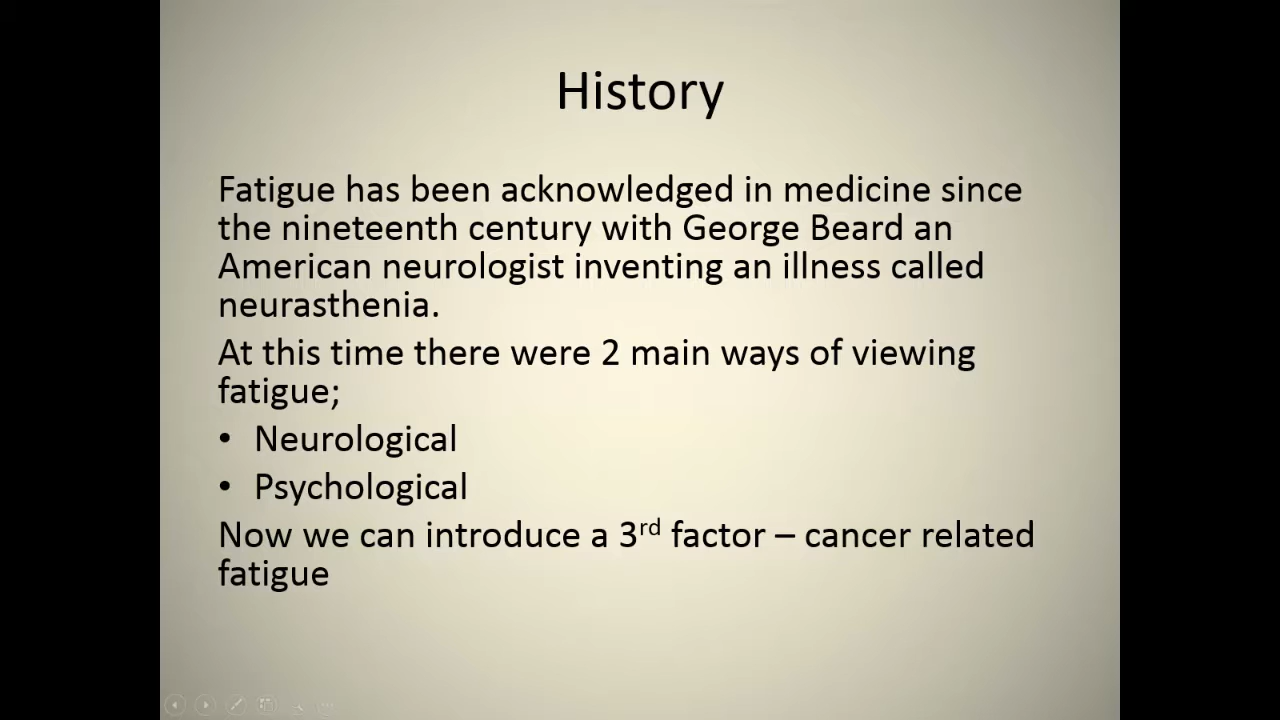 History
Fatigue has been acknowledged in medicine since
the nineteenth century with George Beard an
American neurologist inventing an illness called
neurasthenia.
At this time there were 2 main ways of viewing
fatigue;
• Neurological
• Psychological
Now we can introduce a 3rd factor – cancer related
fatigue